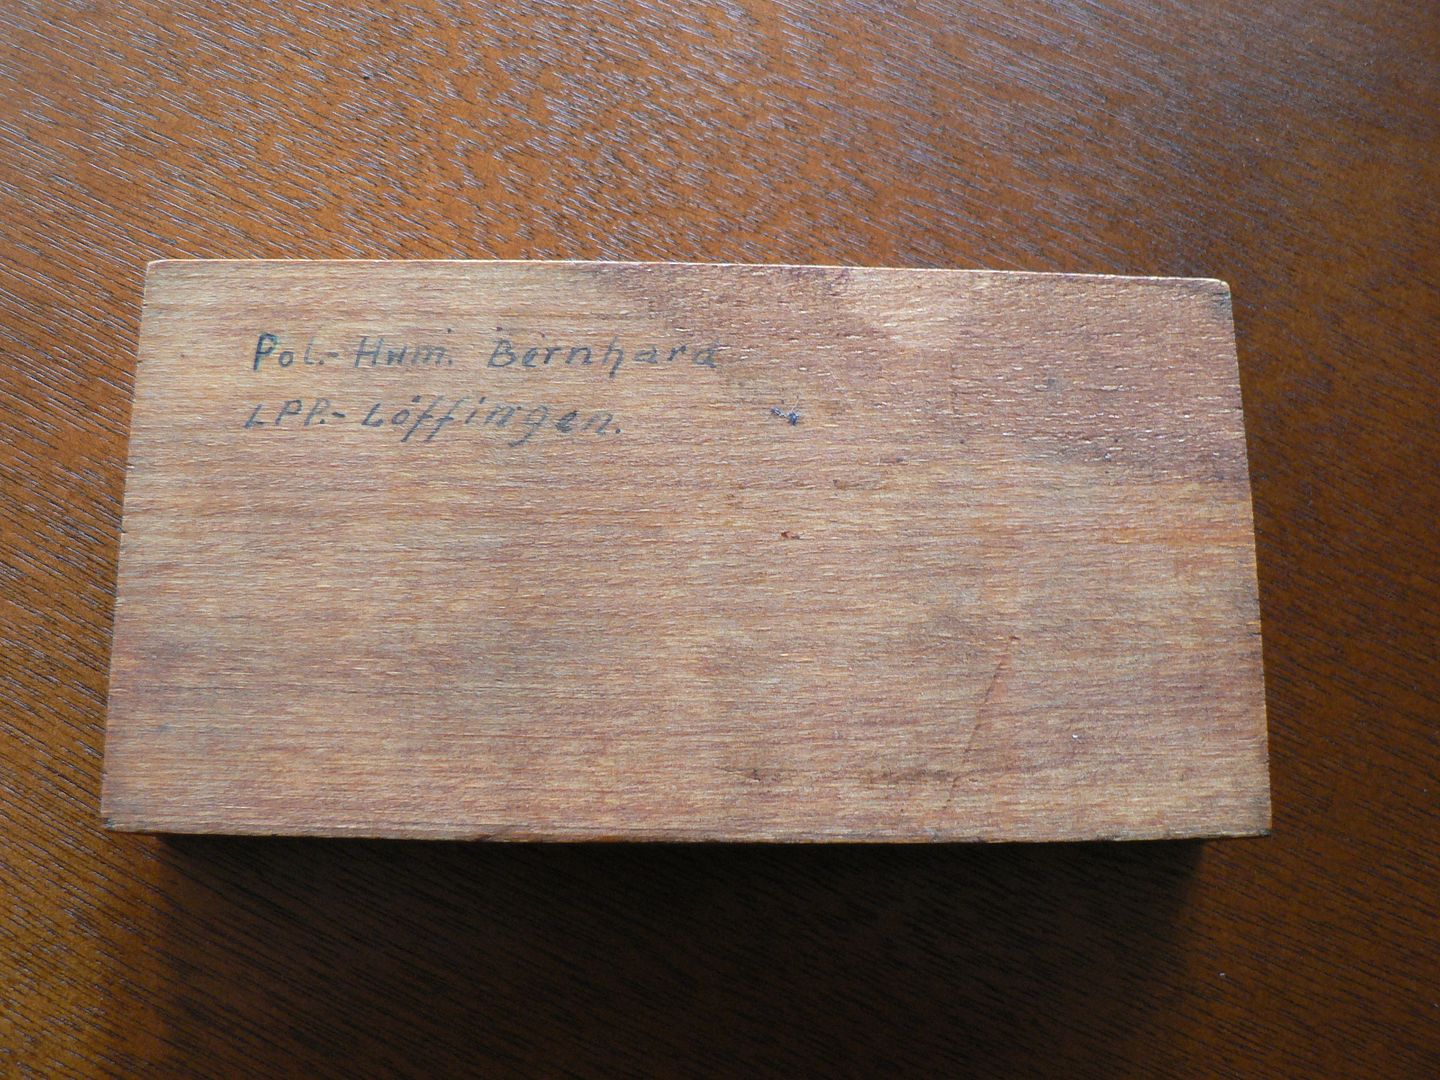 Pol.- Hwm. Bernhard
LPP.- Löffingen.